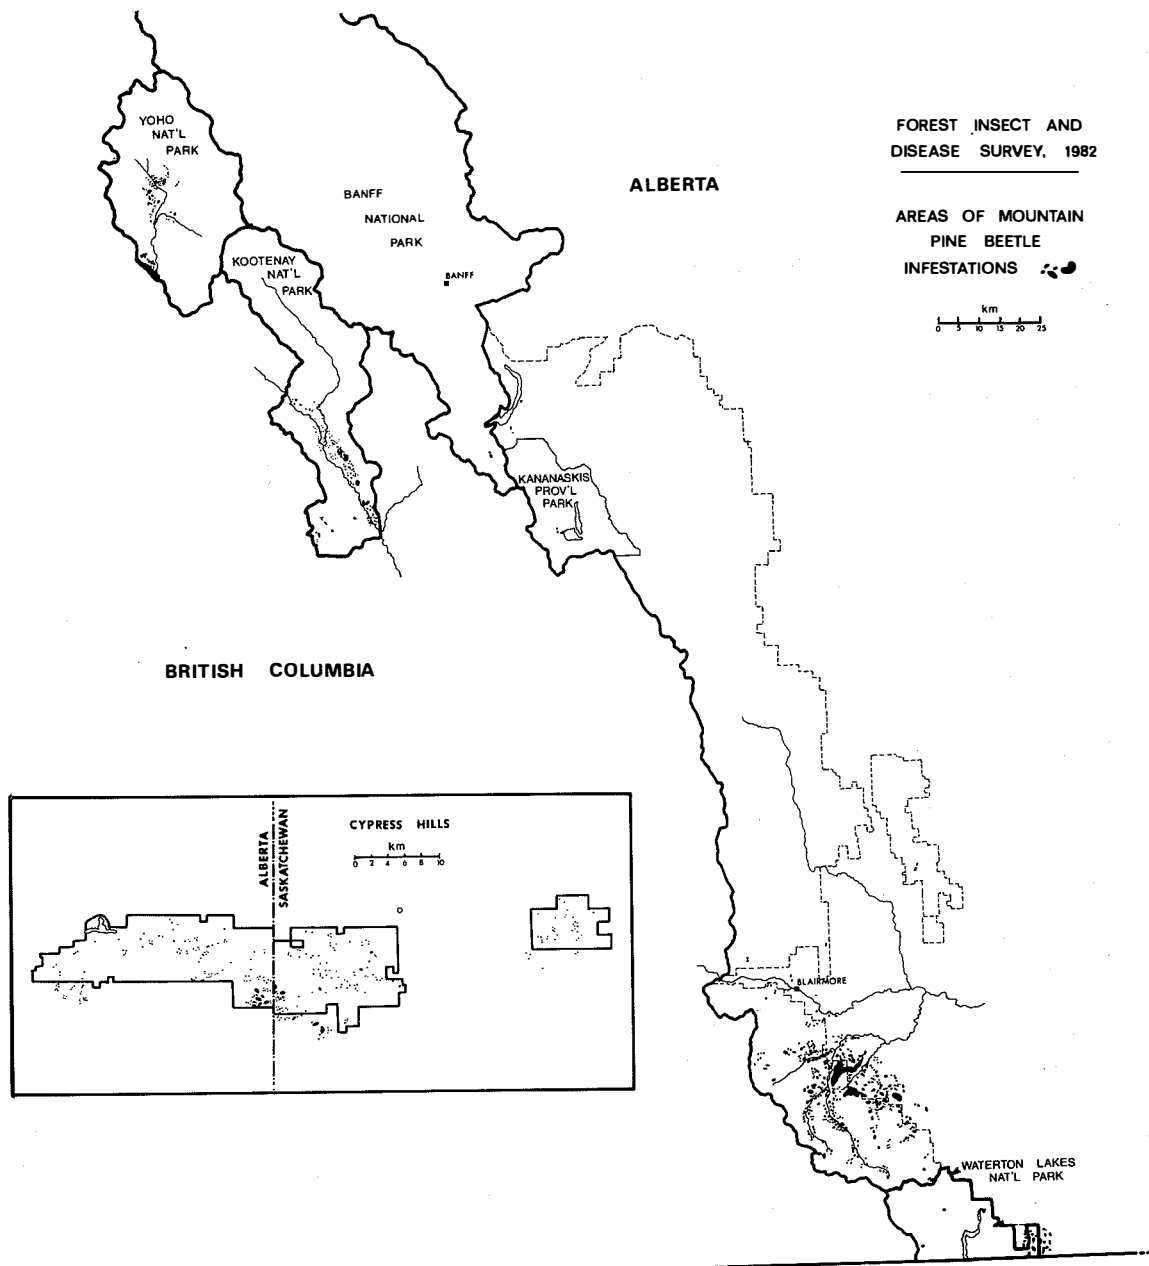 FOREST INSECT AND
DISEASE SURVEY, 1982
AREAS OF MOUNTAIN
PINE BEETLE
INFESTATIONS
km
0 5 10 15 20 25
ALBERTA
YOHO
NAT'L
PARK
BANFF
NATIONAL
PARK
BANFF
KOOTENAY
NAT'L
PARK
KANANASKIS
PROV'L
PARK
BRITISH COLUMBIA
CYPRESS HILLS
km
0 2 4 6 8 10
ALBERTA
SASKATCHEWAN
BLAIRMORE
WATERTON LAKES
NAT'L PARK